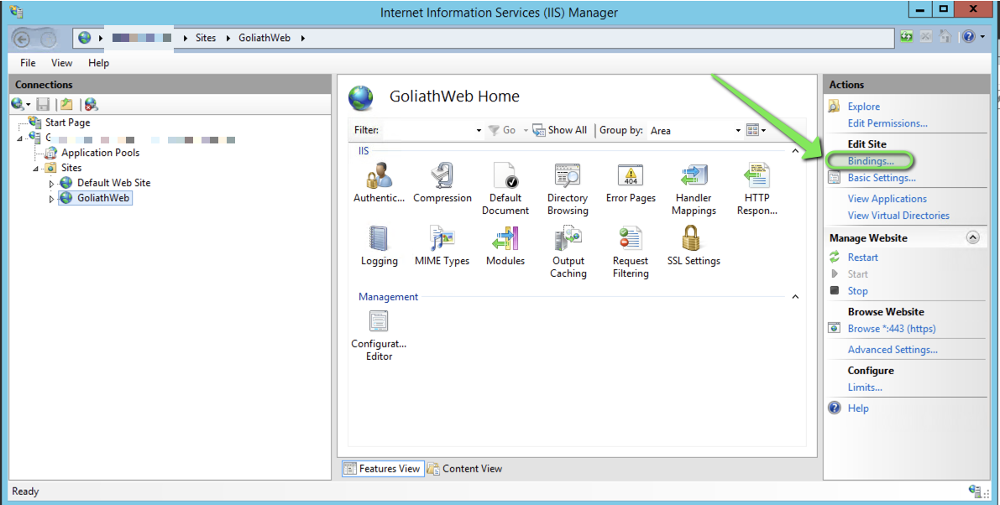 Internet Information Services (IIS) Manager
Sites GoliathWeb
File View Help
Connections
Start Page
G
Application Pools
Sites
Default Web Site
GoliathWeb
GoliathWeb Home
Filter: Go Show All Group by: Area
IIS
Authentic... Compression Default Document Directory Browsing Error Pages Handler Mappings HTTP Respon...
404
Logging MIME Types Modules Output Caching Request Filtering SSL Settings
Management
Configurat... Editor
Features View Content View
Actions
Explore
Edit Permissions...
Edit Site
Bindings...
Basic Settings...
View Applications
View Virtual Directories
Manage Website
Restart
Start
Stop
Browse Website
Browse *:443 (https)
Advanced Settings...
Configure
Limits...
Help
Ready